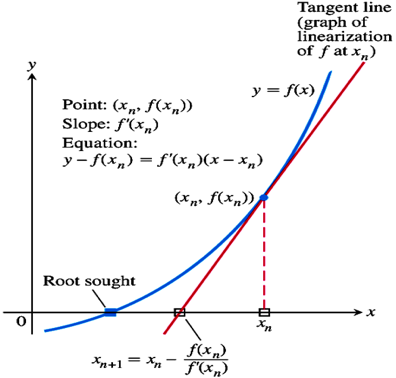 Tangent line
(graph of
linearization
of f at xₙ)
y
y = f(x)
Point: (xₙ, f(xₙ))
Slope: f′(xₙ)
Equation:
y − f(xₙ) = f′(xₙ)(x − xₙ)
(xₙ, f(xₙ))
Root sought
0
xₙ
x
xₙ₊₁ = xₙ − f(xₙ)/f′(xₙ)